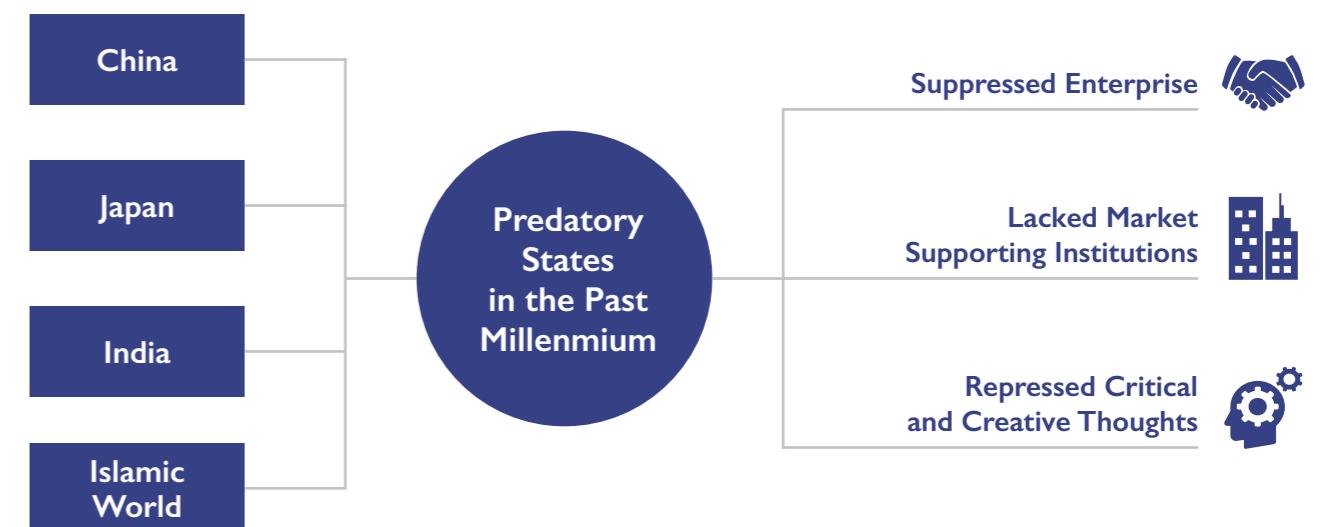 China
Japan
India
Islamic
World
Predatory
States
in the Past
Millenmium
Suppressed Enterprise
Lacked Market
Supporting Institutions
Repressed Critical
and Creative Thoughts